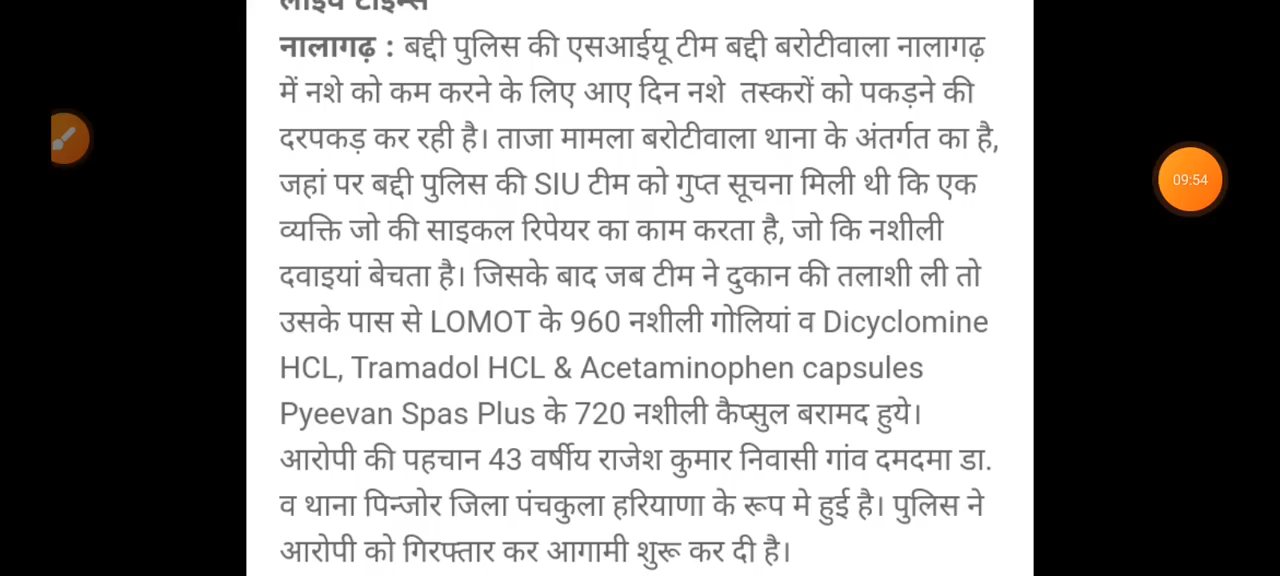 लाइव टाइम्स
नालागढ़ : बद्दी पुलिस की एसआईयू टीम बद्दी बरोटीवाला नालागढ़
में नशे को कम करने के लिए आए दिन नशे तस्करों को पकड़ने की
दरपकड़ कर रही है। ताजा मामला बरोटीवाला थाना के अंतर्गत का है,
जहां पर बद्दी पुलिस की SIU टीम को गुप्त सूचना मिली थी कि एक
व्यक्ति जो की साइकल रिपेयर का काम करता है, जो कि नशीली
दवाइयां बेचता है। जिसके बाद जब टीम ने दुकान की तलाशी ली तो
उसके पास से LOMOT के 960 नशीली गोलियां व Dicyclomine
HCL, Tramadol HCL & Acetaminophen capsules
Pyeevan Spas Plus के 720 नशीली कैप्सुल बरामद हुये।
आरोपी की पहचान 43 वर्षीय राजेश कुमार निवासी गांव दमदमा डा.
व थाना पिन्जोर जिला पंचकुला हरियाणा के रूप मे हुई है। पुलिस ने
आरोपी को गिरफ्तार कर आगामी शुरू कर दी है।
09:54